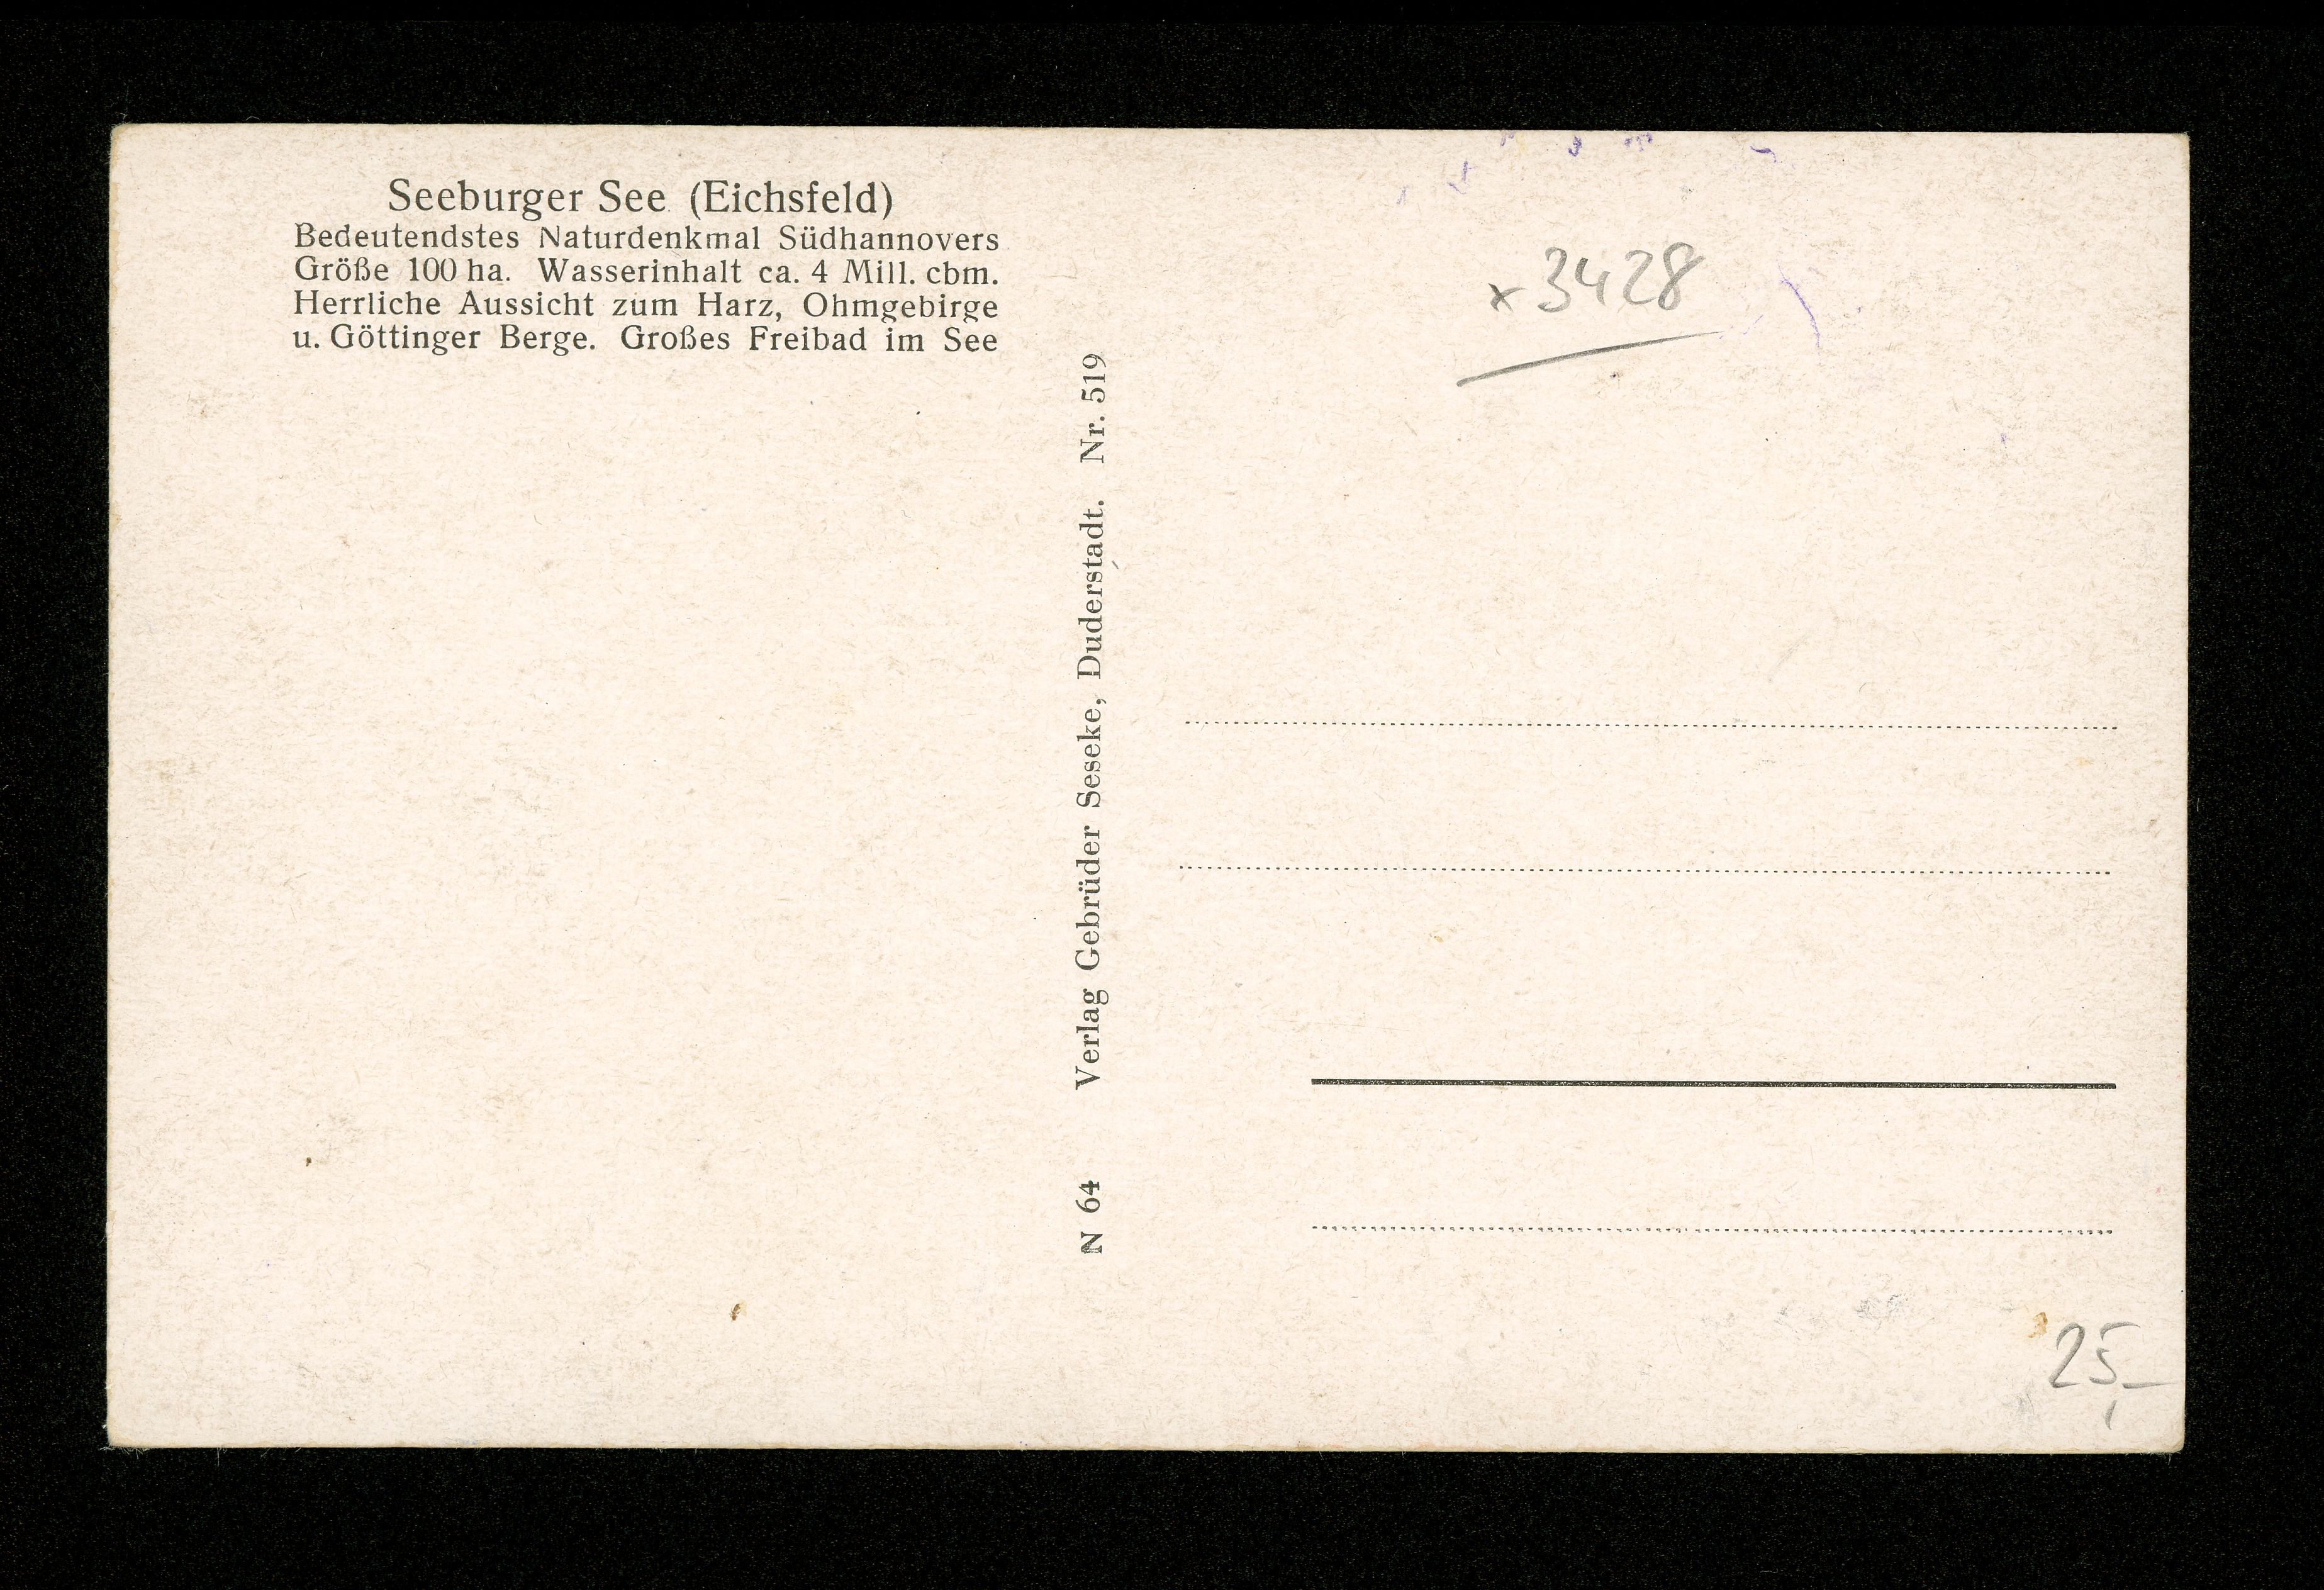 Seeburger See (Eichsfeld)
Bedeutendstes Naturdenkmal Südhannovers
Größe 100 ha. Wasserinhalt ca. 4 Mill. cbm.
Herrliche Aussicht zum Harz, Ohmgebirge
u. Göttinger Berge. Großes Freibad im See
N 64 Verlag Gebrüder Seseke, Duderstadt. Nr. 519
x 3428
25,-